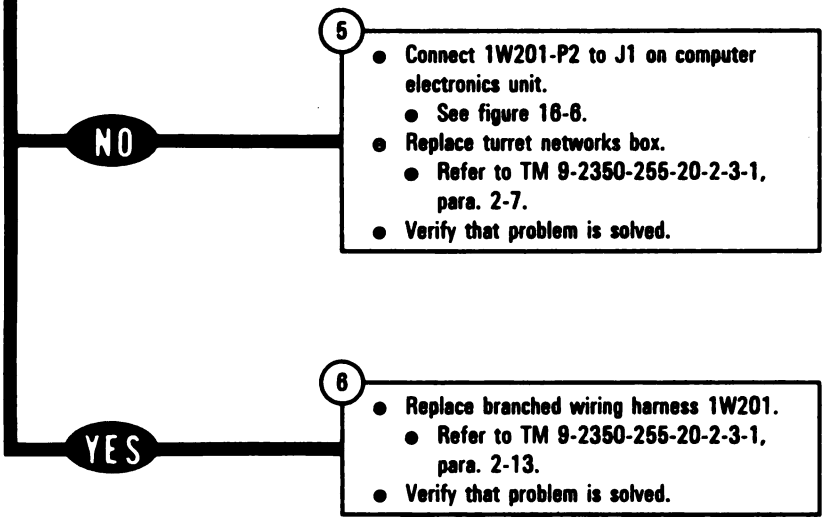 5
● Connect 1W201-P2 to J1 on computer
electronics unit.
● See figure 16-6.
NO
● Replace turret networks box.
● Refer to TM 9-2350-255-20-2-3-1,
para. 2-7.
● Verify that problem is solved.
6
● Replace branched wiring harness 1W201.
● Refer to TM 9-2350-255-20-2-3-1,
YES
para. 2-13.
● Verify that problem is solved.